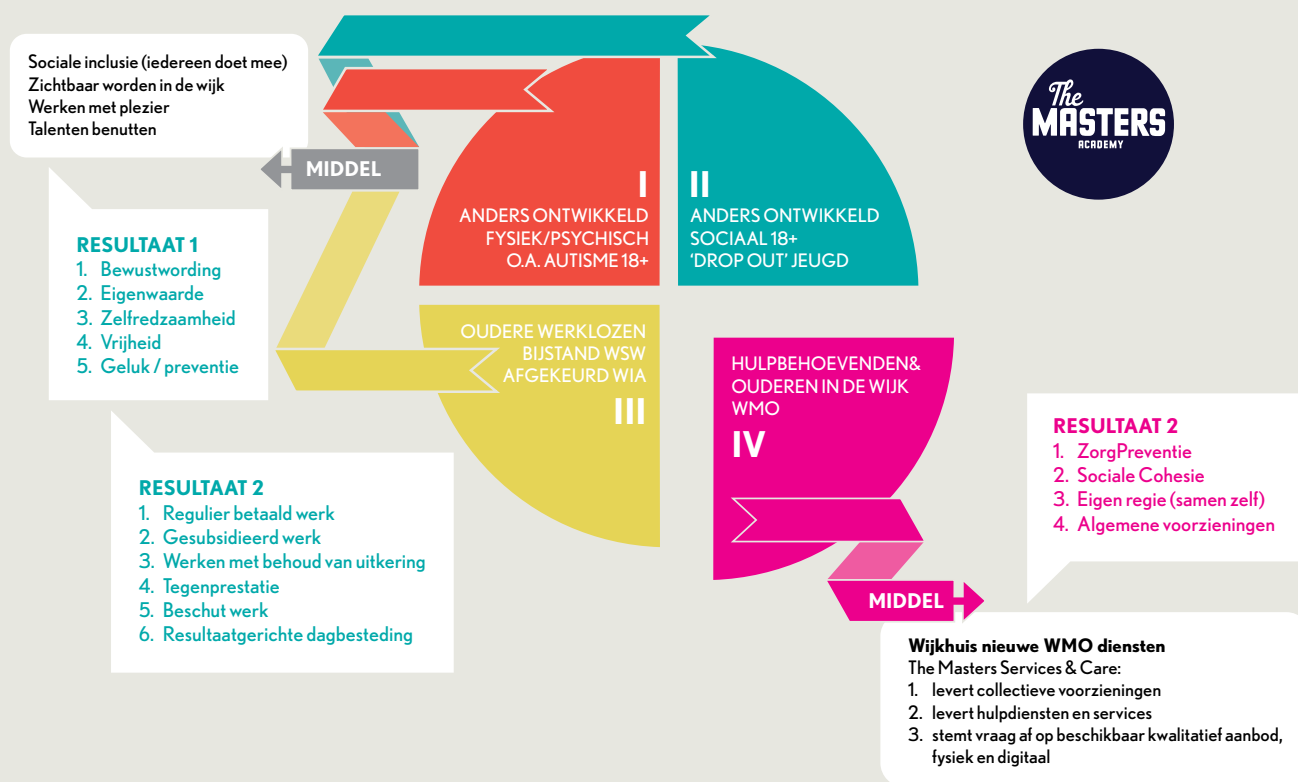 Sociale inclusie (iedereen doet mee)
Zichtbaar worden in de wijk
Werken met plezier
Talenten benutten
The
MASTERS
ACADEMY
MIDDEL
I
ANDERS ONTWIKKELD
FYSIEK/PSYCHISCH
O.A. AUTISME 18+
II
ANDERS ONTWIKKELD
SOCIAAL 18+
‘DROP OUT’ JEUGD
RESULTAAT 1
1. Bewustwording
2. Eigenwaarde
3. Zelfredzaamheid
4. Vrijheid
5. Geluk / preventie
OUDERE WERKLOZEN
BIJSTAND WSW
AFGEKEURD WIA
III
HULPBEHOEVENDEN&
OUDEREN IN DE WIJK
WMO
IV
RESULTAAT 2
1. ZorgPreventie
2. Sociale Cohesie
3. Eigen regie (samen zelf)
4. Algemene voorzieningen
RESULTAAT 2
1. Regulier betaald werk
2. Gesubsidieerd werk
3. Werken met behoud van uitkering
4. Tegenprestatie
5. Beschut werk
6. Resultaatgerichte dagbesteding
MIDDEL
Wijkhuis nieuwe WMO diensten
The Masters Services & Care:
1. levert collectieve voorzieningen
2. levert hulpdiensten en services
3. stemt vraag af op beschikbaar kwalitatief aanbod,
fysiek en digitaal